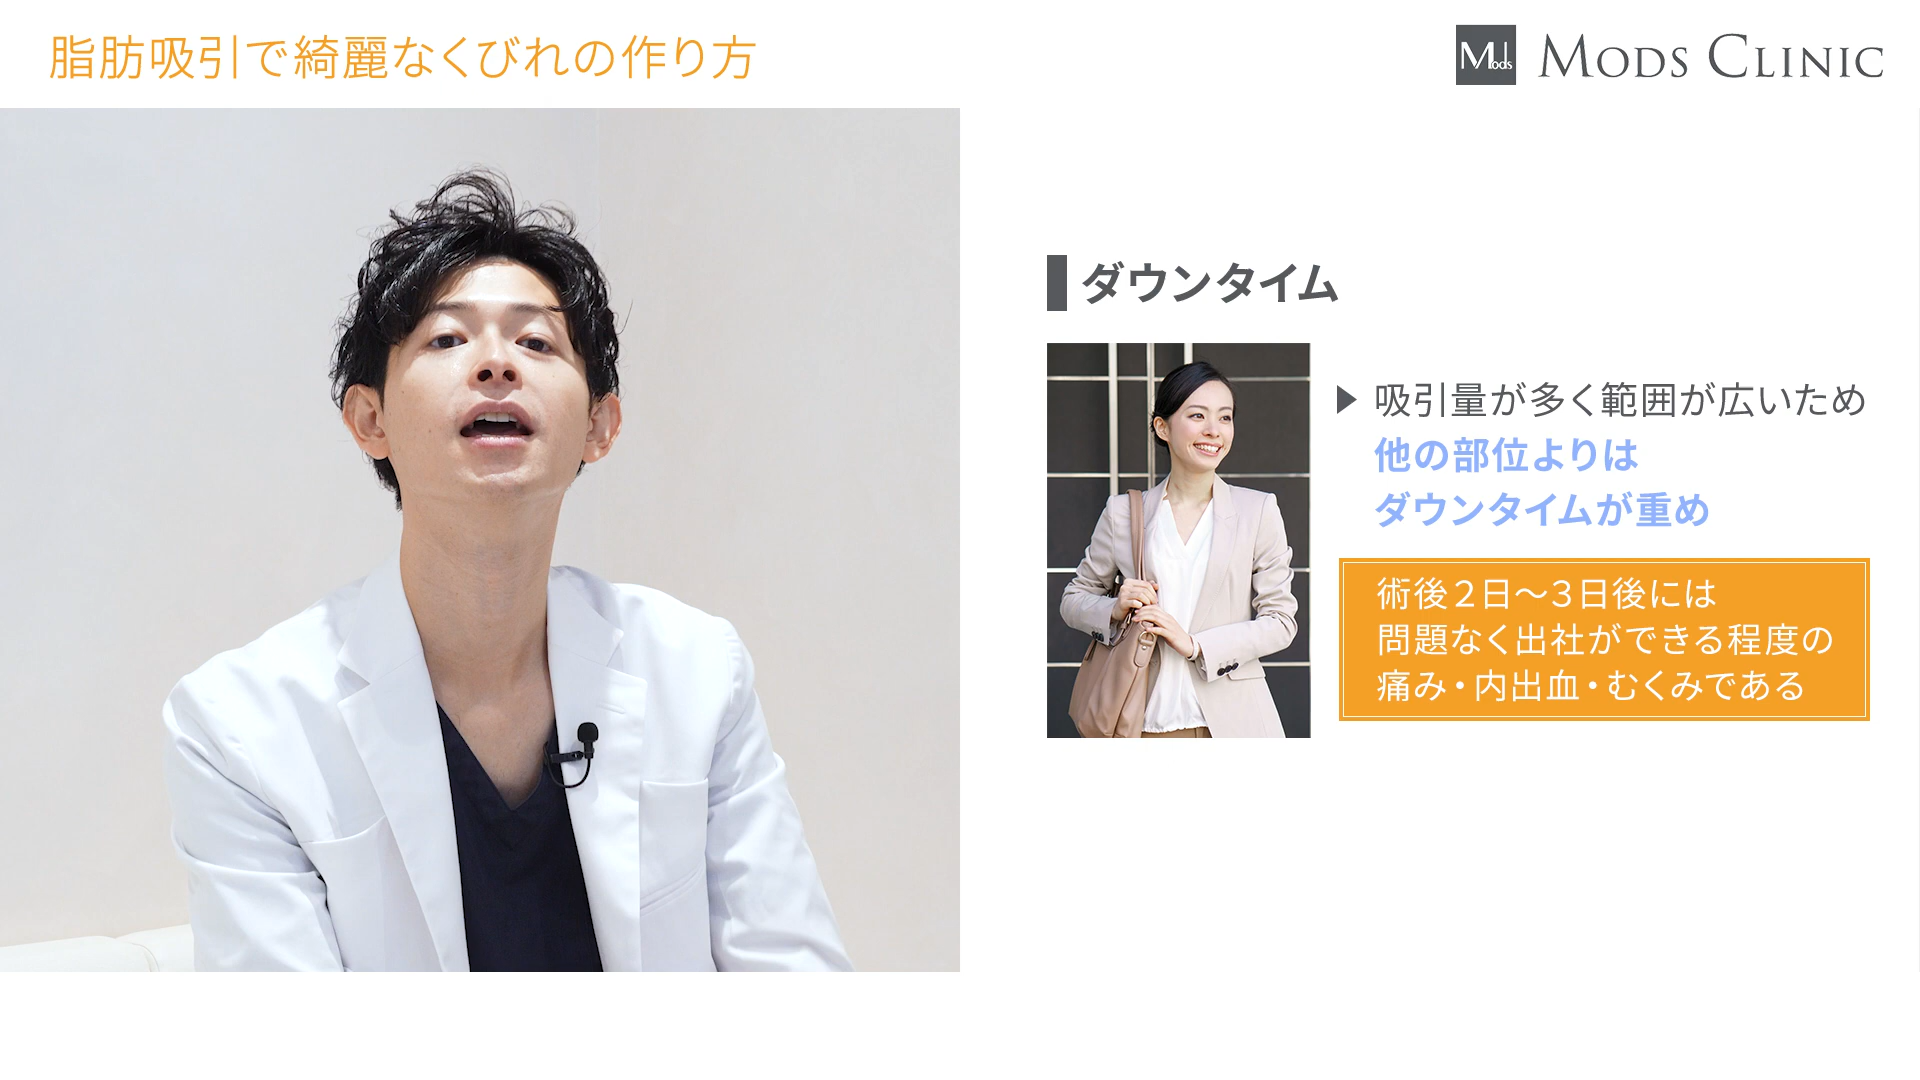 脂肪吸引で綺麗なくびれの作り方
Mods
MODS CLINIC
ダウンタイム
吸引量が多く範囲が広いため
他の部位よりは
ダウンタイムが重め
術後２日～３日後には
問題なく出社ができる程度の
痛み・内出血・むくみである